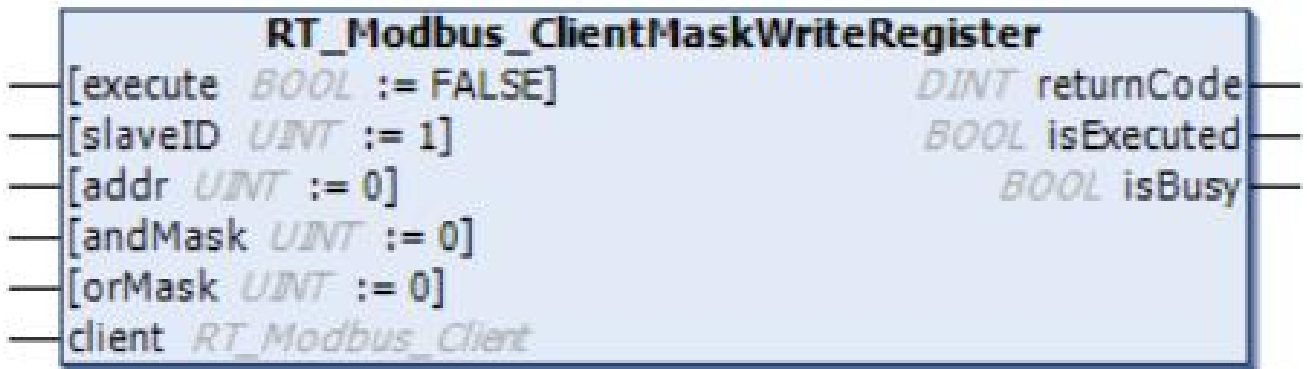 RT_Modbus_ClientMaskWriteRegister
[execute BOOL := FALSE] DINT returnCode
[slaveID UINT := 1] BOOL isExecuted
[addr UINT := 0] BOOL isBusy
[andMask UINT := 0]
[orMask UINT := 0]
client RT_Modbus_Client